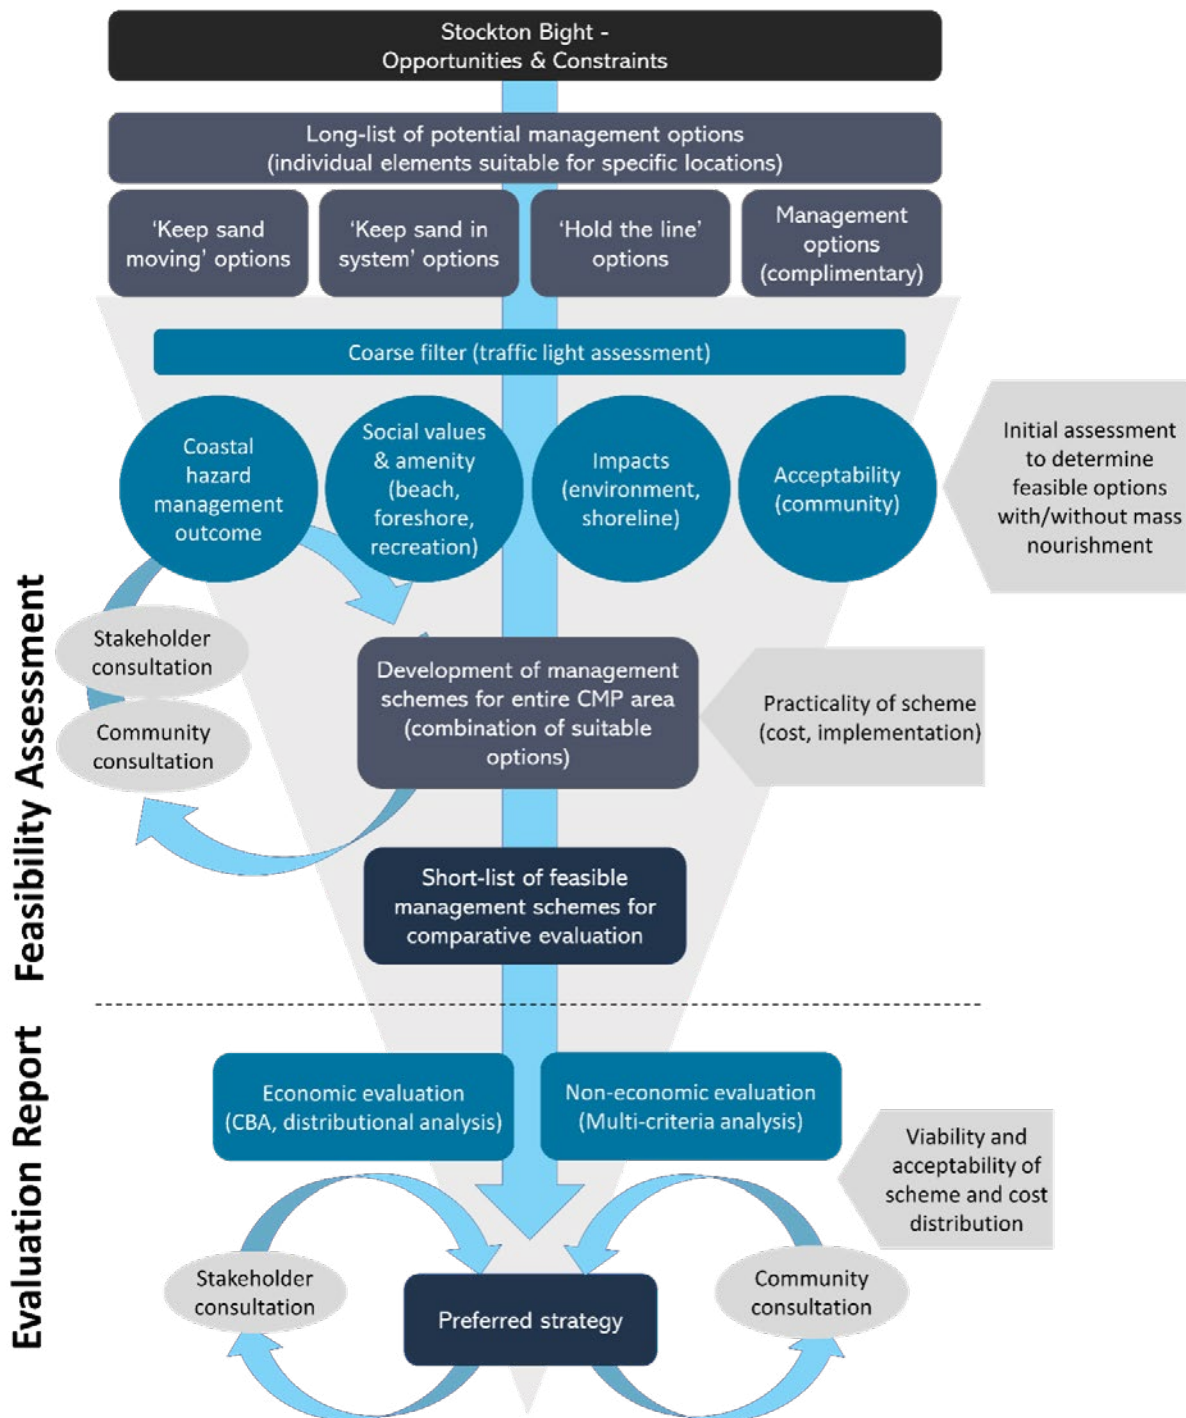 Stockton Bight -
Opportunities & Constraints
Long-list of potential management options
(individual elements suitable for specific locations)
‘Keep sand
moving’ options
‘Keep sand in
system’ options
‘Hold the line’
options
Management
options
(complimentary)
Coarse filter (traffic light assessment)
Coastal
hazard
management
outcome
Social values
& amenity
(beach,
foreshore,
recreation)
Impacts
(environment,
shoreline)
Acceptability
(community)
Initial assessment
to determine
feasible options
with/without mass
nourishment
Feasibility Assessment
Stakeholder
consultation
Community
consultation
Development of management
schemes for entire CMP area
(combination of suitable
options)
Practicality of scheme
(cost, implementation)
Short-list of feasible
management schemes for
comparative evaluation
Evaluation Report
Economic evaluation
(CBA, distributional analysis)
Non-economic evaluation
(Multi-criteria analysis)
Viability and
acceptability of
scheme and cost
distribution
Stakeholder
consultation
Preferred strategy
Community
consultation